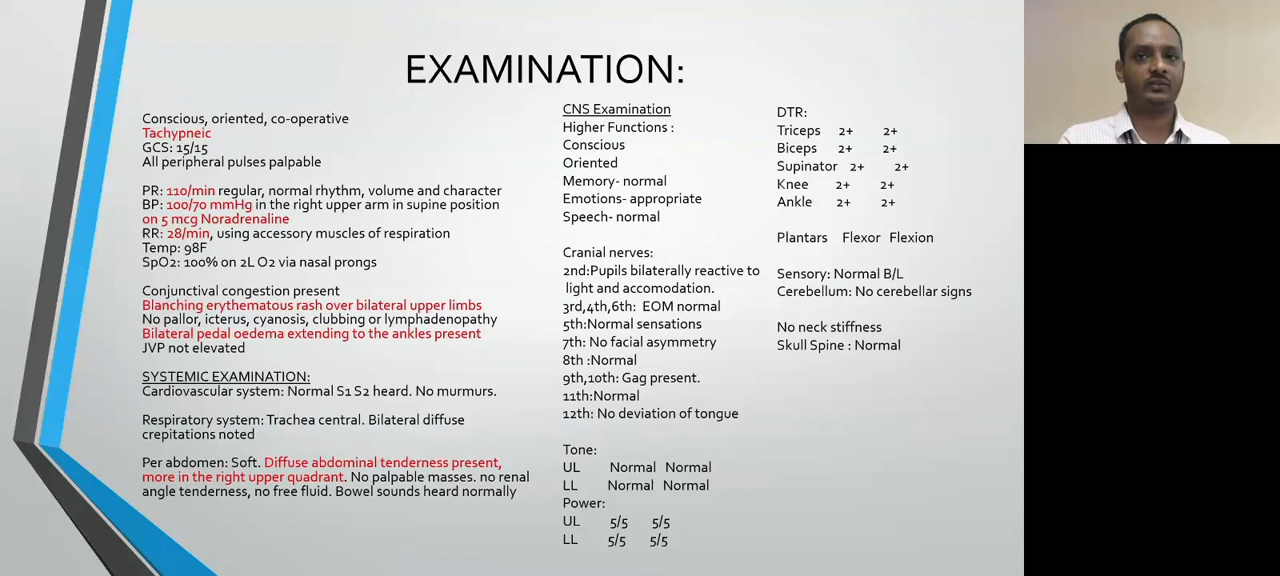 EXAMINATION:
Conscious, oriented, co-operative
Tachypneic
GCS: 15/15
All peripheral pulses palpable
PR: 110/min regular, normal rhythm, volume and character
BP: 100/70 mmHg in the right upper arm in supine position
on 5 mcg Noradrenaline
RR: 28/min, using accessory muscles of respiration
Temp: 98F
SpO2: 100% on 2L O2 via nasal prongs
Conjunctival congestion present
Blanching erythematous rash over bilateral upper limbs
No pallor, icterus, cyanosis, clubbing or lymphadenopathy
Bilateral pedal oedema extending to the ankles present
JVP not elevated
SYSTEMIC EXAMINATION:
Cardiovascular system: Normal S1 S2 heard. No murmurs.
Respiratory system: Trachea central. Bilateral diffuse
crepitations noted
Per abdomen: Soft. Diffuse abdominal tenderness present,
more in the right upper quadrant. No palpable masses. no renal
angle tenderness, no free fluid. Bowel sounds heard normally
CNS Examination
Higher Functions :
Conscious
Oriented
Memory- normal
Emotions- appropriate
Speech- normal
Cranial nerves:
2nd:Pupils bilaterally reactive to
light and accomodation.
3rd,4th,6th: EOM normal
5th:Normal sensations
7th: No facial asymmetry
8th :Normal
9th,10th: Gag present.
11th:Normal
12th: No deviation of tongue
Tone:
UL Normal Normal
LL Normal Normal
Power:
UL 5/5 5/5
LL 5/5 5/5
DTR:
Triceps 2+ 2+
Biceps 2+ 2+
Supinator 2+ 2+
Knee 2+ 2+
Ankle 2+ 2+
Plantars Flexor Flexion
Sensory: Normal B/L
Cerebellum: No cerebellar signs
No neck stiffness
Skull Spine : Normal